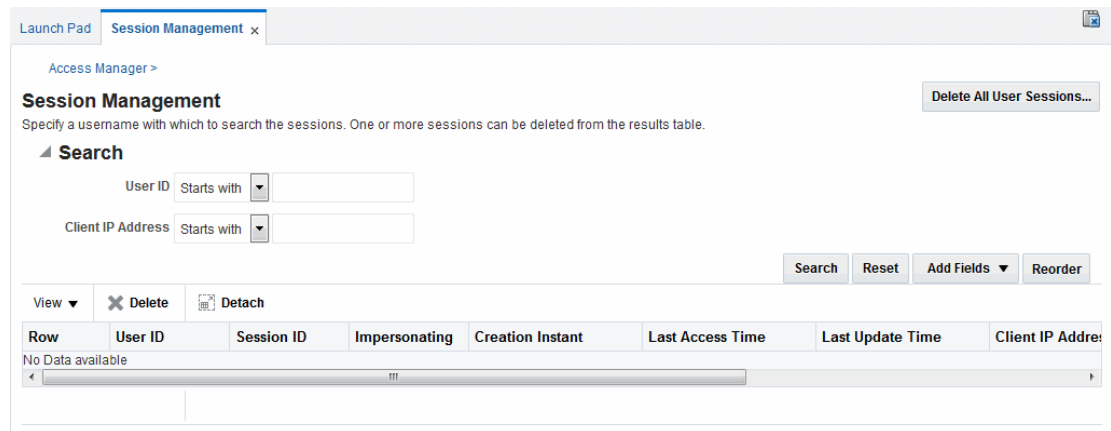 Launch Pad Session Management x
Access Manager >
Session Management Delete All User Sessions...
Specify a username with which to search the sessions. One or more sessions can be deleted from the results table.
Search
User ID Starts with
Client IP Address Starts with
Search Reset Add Fields Reorder
View Delete Detach
Row User ID Session ID Impersonating Creation Instant Last Access Time Last Update Time Client IP Addres
No Data available